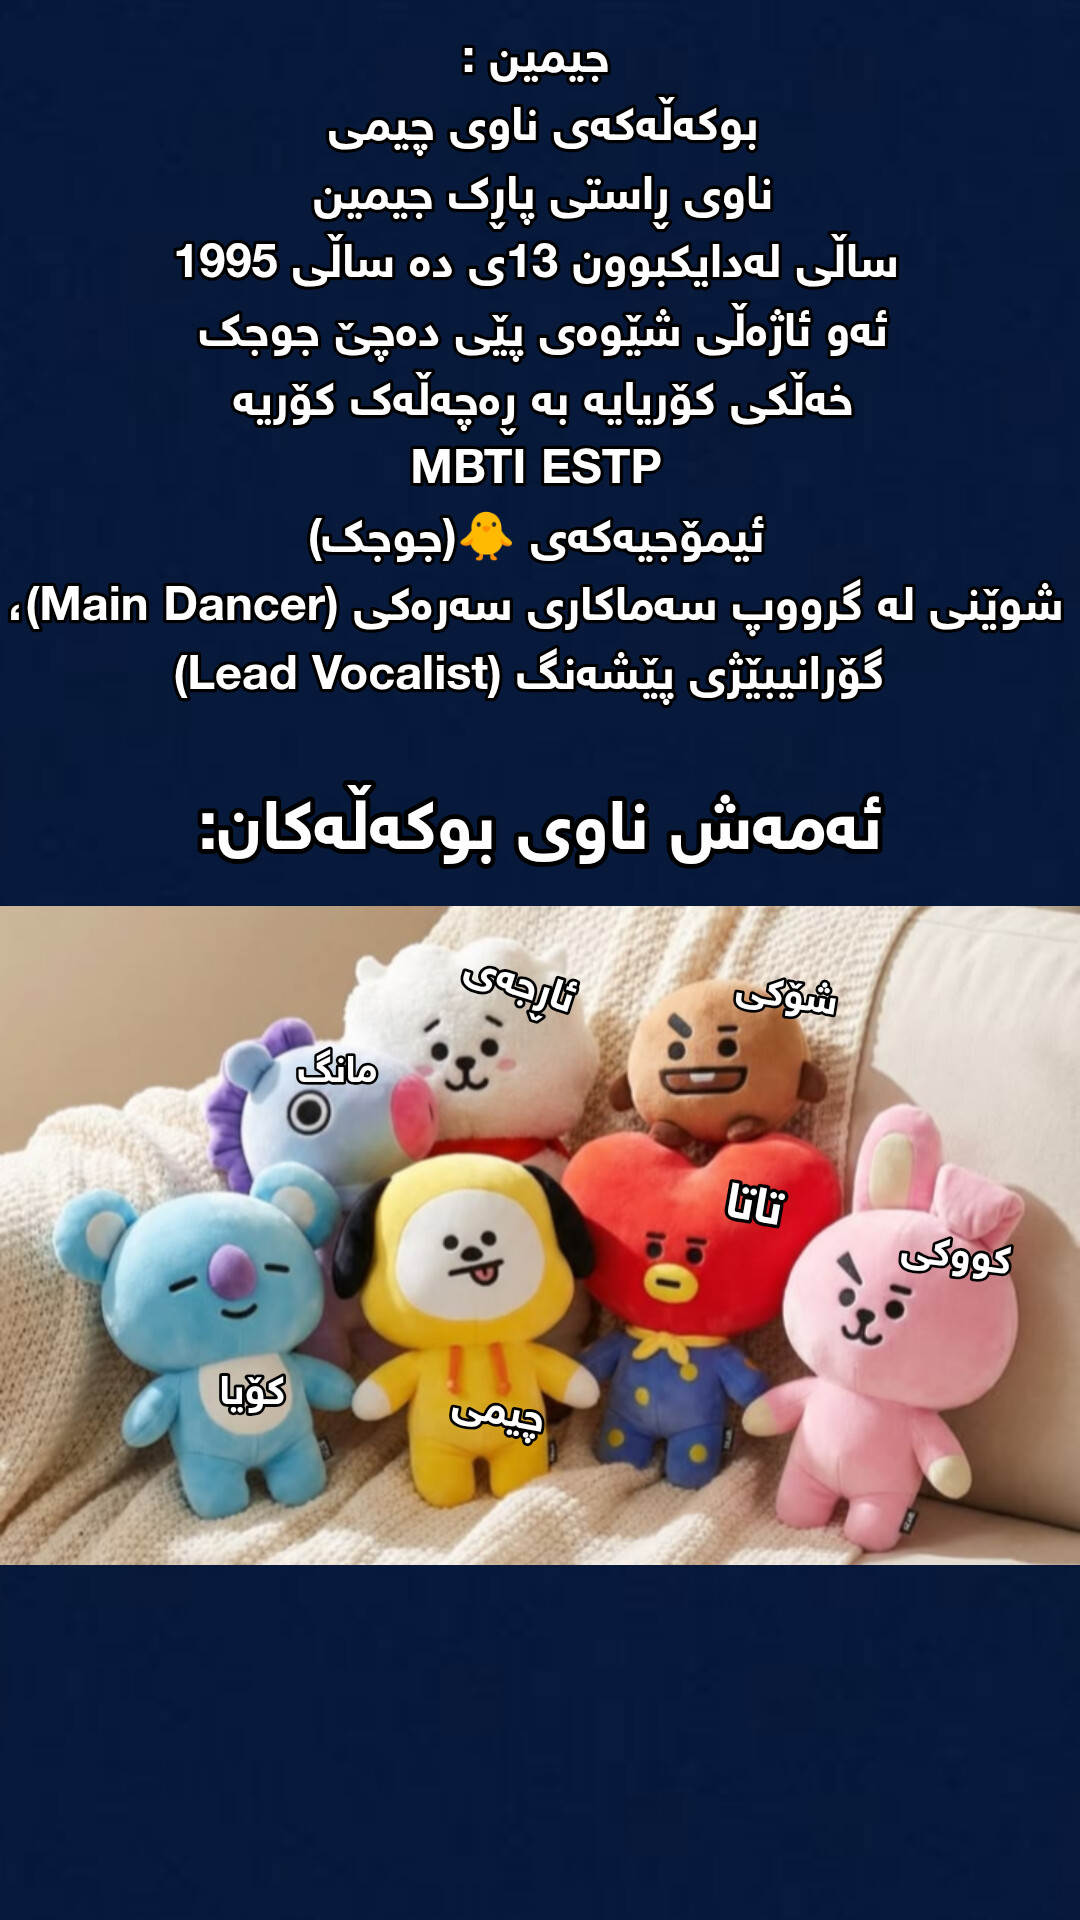 جیمین :
بوکەڵەکەی ناوی چیمی
ناوی ڕاستی پاڕک جیمین
ساڵی لەدایکبوون 13ی دە ساڵی 1995
ئەو ئاژەڵی شێوەی پێی دەچێ جوجک
خەڵکی کۆریایە بە ڕەچەڵەک کۆریە
MBTI ESTP
ئیمۆجیەکەی 🐥(جوجک)
شوێنی لە گرووپ سەماکاری سەرەکی (Main Dancer)،
گۆرانیبێژی پێشەنگ (Lead Vocalist)
ئەمەش ناوی بوکەڵەکان:
ئاڕجەی
شۆکی
مانگ
تاتا
کووکی
کۆیا
چیمی